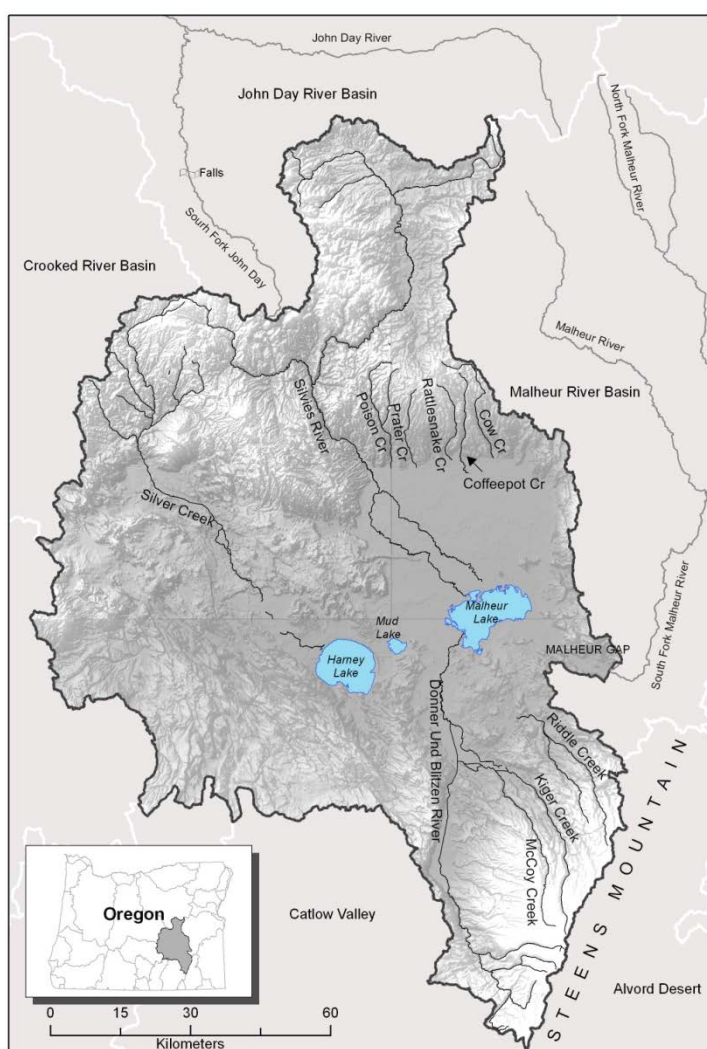 John Day River
John Day River Basin
North Fork Malheur River
Falls
Sourh Fork John Day
Crooked River Basin
Malheur River
Malheur River Basin
Silvies River
Poison Cr
Prater Cr
Rattlesnake Cr
Cow Cr
Coffeepot Cr
Silver Creek
Malheur
Lake
Mud
Lake
Harney
Lake
MALHEUR GAP
South Fork Malheur River
Donner Und Blitzen River
Riddle Creek
Kiger Creek
McCoy Creek
STEENS MOUNTAIN
Oregon
Catlow Valley
Alvord Desert
0 15 30 60
Kilometers